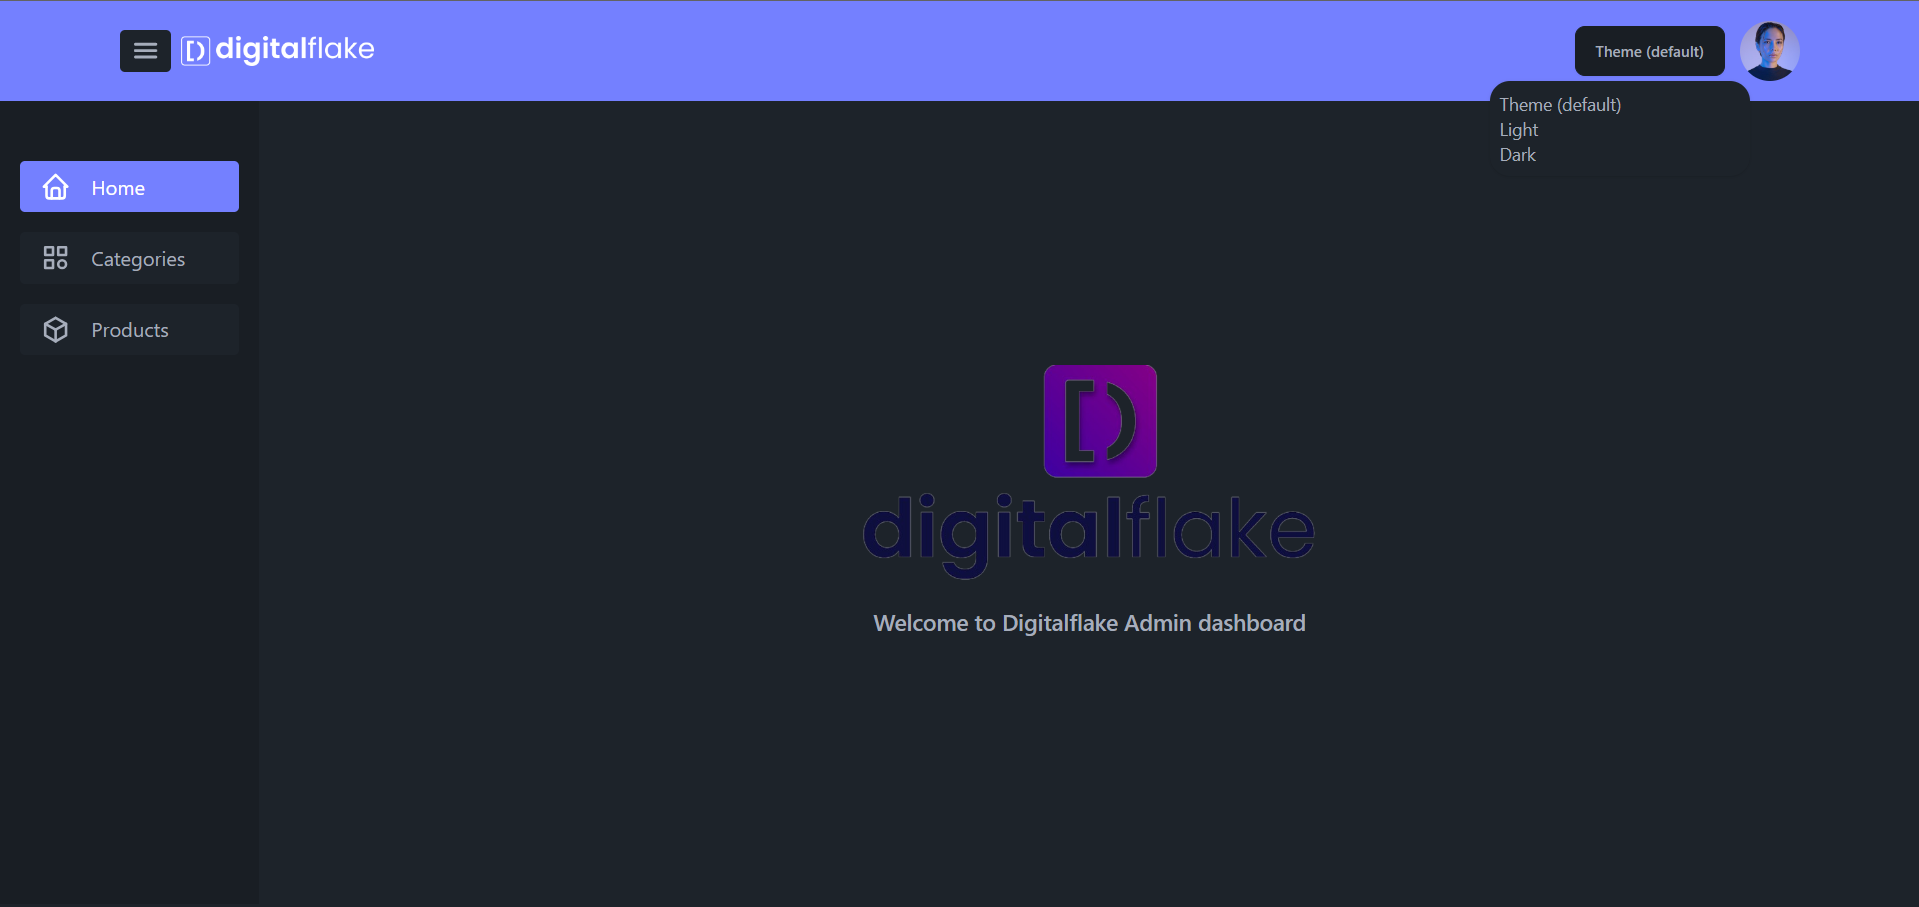 digitalflake
Theme (default)
Theme (default)
Light
Dark
Home
Categories
Products
digitalflake
Welcome to Digitalflake Admin dashboard